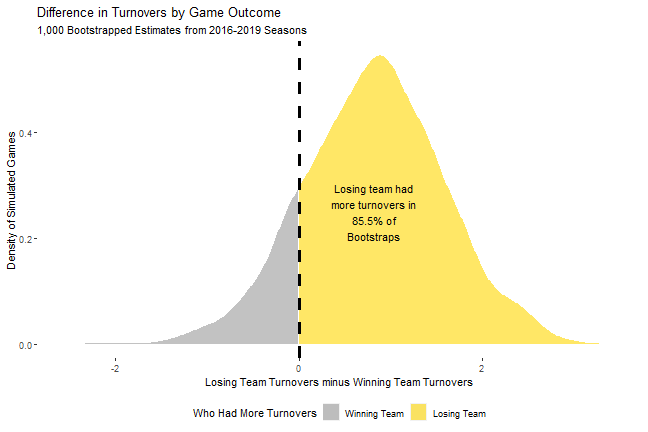 Difference in Turnovers by Game Outcome
1,000 Bootstrapped Estimates from 2016-2019 Seasons
Density of Simulated Games
0.4
0.2
0.0
Losing team had
more turnovers in
85.5% of
Bootstraps
-2
0
2
Losing Team Turnovers minus Winning Team Turnovers
Who Had More Turnovers Winning Team Losing Team